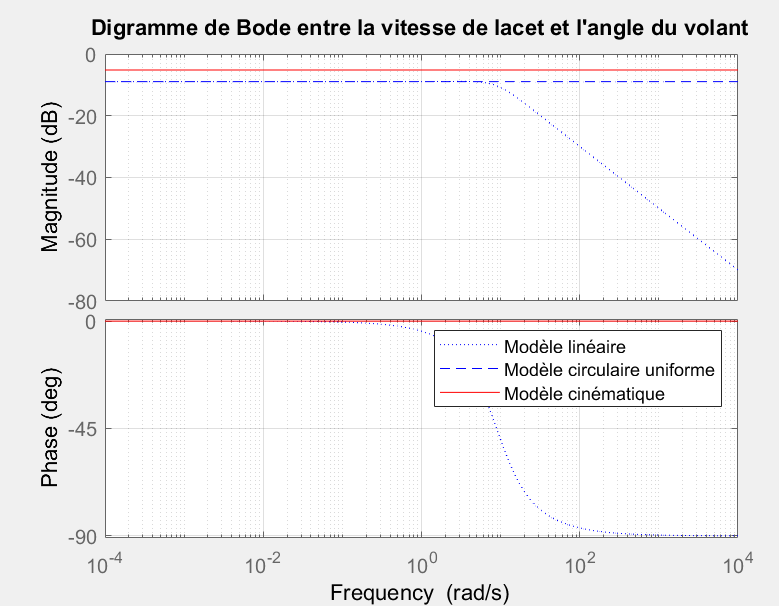 Digramme de Bode entre la vitesse de lacet et l'angle du volant
Magnitude (dB)
0
-20
-40
-60
-80
Phase (deg)
0
-45
-90
Modèle linéaire
Modèle circulaire uniforme
Modèle cinématique
10^-4 10^-2 10^0 10^2 10^4
Frequency (rad/s)